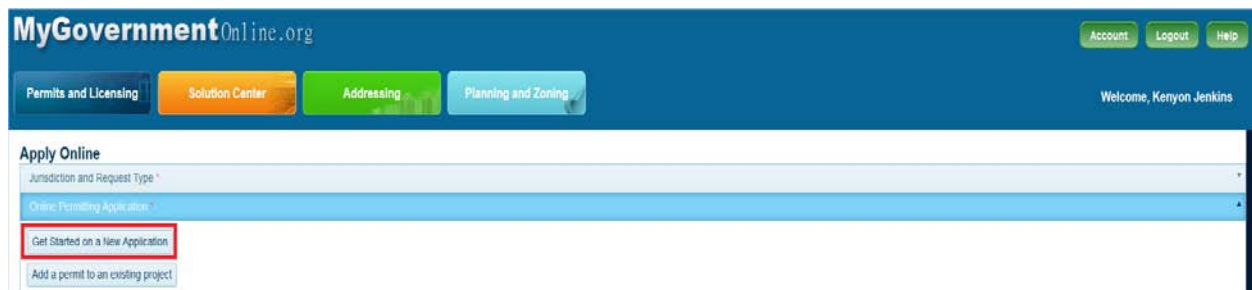 MyGovernmentOnline.org
Account Logout Help
Permits and Licensing Solution Center Addressing Planning and Zoning
Welcome, Kenyon Jenkins
Apply Online
Jurisdiction and Request Type *
Online Permitting Application *
Get Started on a New Application
Add a permit to an existing project